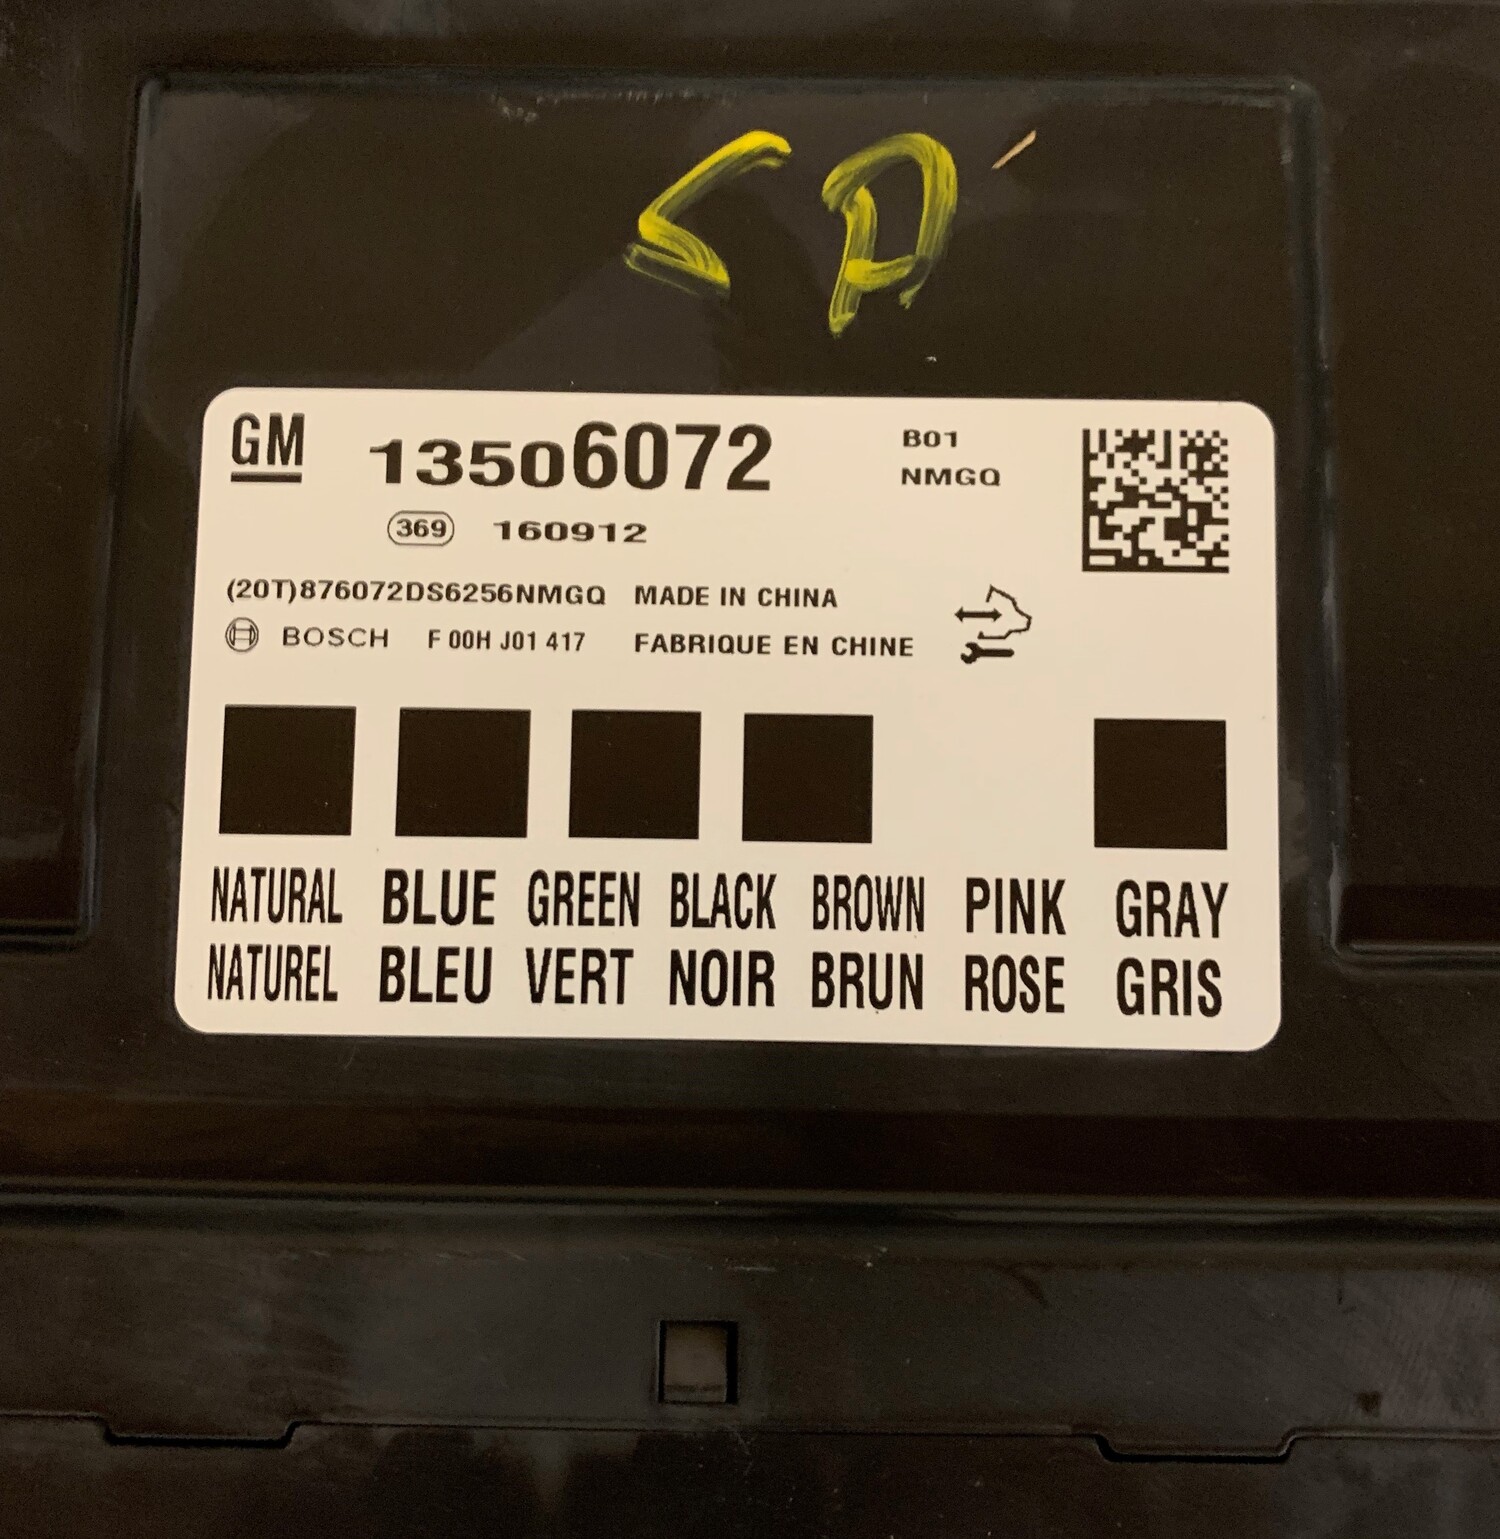 GM 13506072 B01
NMGQ
369 160912
(20T)876072DS6256NMGQ MADE IN CHINA
BOSCH F 00H J01 417 FABRIQUE EN CHINE
NATURAL BLUE GREEN BLACK BROWN PINK GRAY
NATUREL BLEU VERT NOIR BRUN ROSE GRIS